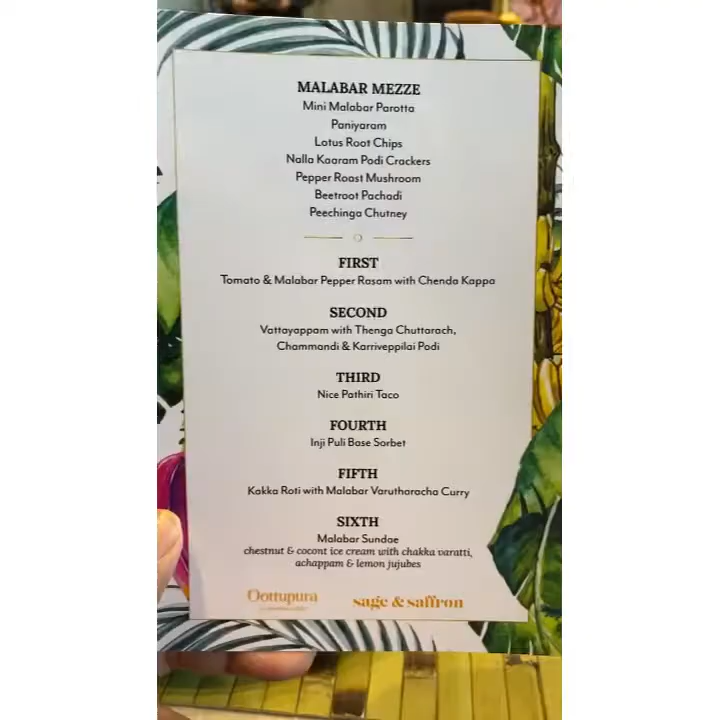 MALABAR MEZZE
Mini Malabar Parotta
Paniyaram
Lotus Root Chips
Nalla Kaaram Podi Crackers
Pepper Roast Mushroom
Beetroot Pachadi
Peechinga Chutney
FIRST
Tomato & Malabar Pepper Rasam with Chenda Kappa
SECOND
Vattayappam with Thenga Chuttarach,
Chammandi & Karriveppilai Podi
THIRD
Nice Pathiri Taco
FOURTH
Inji Puli Base Sorbet
FIFTH
Kakka Roti with Malabar Varutharacha Curry
SIXTH
Malabar Sundae
chestnut & cocont ice cream with chakka varatti,
achappam & lemon jujubes
Oottupura
sage & saffron